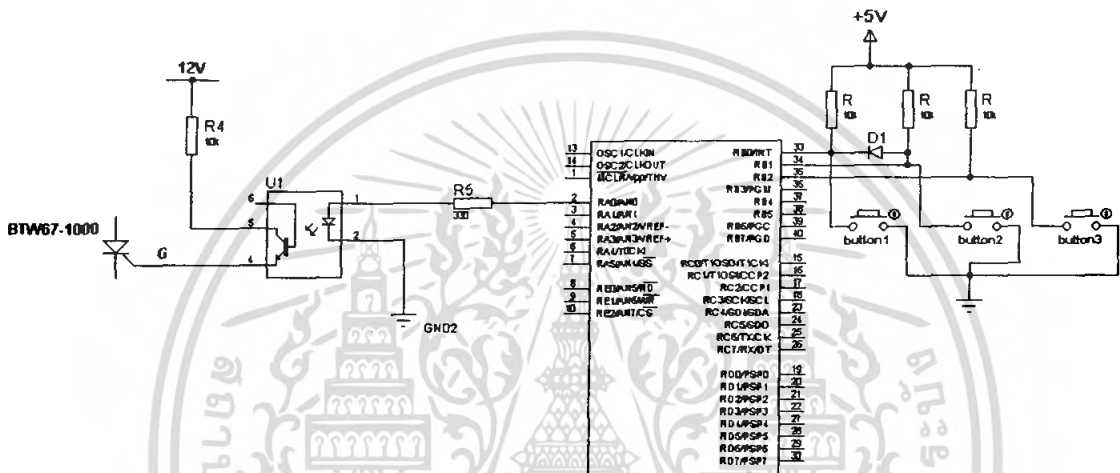 +5V
12V
R4
10k
R
10k
R
10k
R
10k
D1
U1
6
5
4
1
2
R5
330
BTW67-1000
G
GND2
13
14
1
2
3
4
5
6
7
8
9
10
OSC1/CLKIN
OSC2/CLKOUT
MCLR/Vpp/THV
RA0/AN0
RA1/AN1
RA2/AN2/VREF-
RA3/AN3/VREF+
RA4/T0CKI
RA5/AN4/SS
RE0/AN5/RD
RE1/AN6/WR
RE2/AN7/CS
RB0/INT
RB1
RB2
RB3/PGM
RB4
RB5
RB6/PGC
RB7/PGD
RC0/T1OSO/T1CKI
RC1/T1OSI/CCP2
RC2/CCP1
RC3/SCK/SCL
RC4/SDI/SDA
RC5/SDO
RC6/TX/CK
RC7/RX/DT
RD0/PSP0
RD1/PSP1
RD2/PSP2
RD3/PSP3
RD4/PSP4
RD5/PSP5
RD6/PSP6
RD7/PSP7
33
34
35
36
37
38
39
40
15
16
17
18
23
24
25
26
19
20
21
22
27
28
29
30
button1
button2
button3